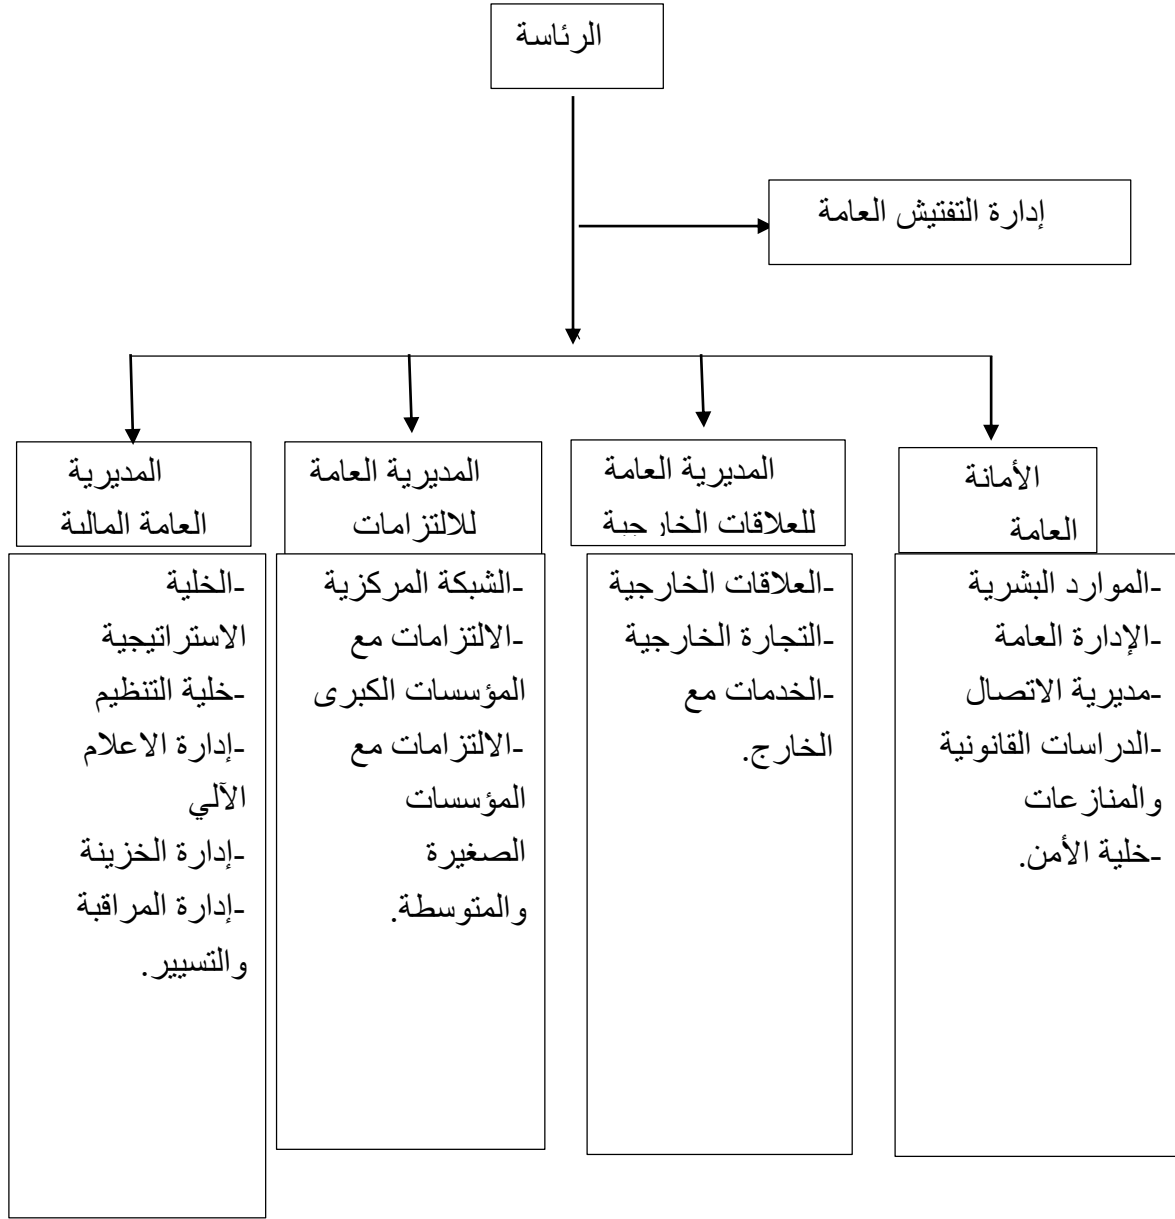 الرئاسة
إدارة التفتيش العامة
الأمانة
العامة
-الموارد البشرية
-الإدارة العامة
-مديرية الاتصال
-الدراسات القانونية
والمنازعات
-خلية الأمن.
المديرية العامة
للعلاقات الخارجية
-العلاقات الخارجية
-التجارة الخارجية
-الخدمات مع
الخارج.
المديرية العامة
للالتزامات
-الشبكة المركزية
-الالتزامات مع
المؤسسات الكبرى
-الالتزامات مع
المؤسسات
الصغيرة
والمتوسطة.
المديرية
العامة المالية
-الخلية
الاستراتيجية
-خلية التنظيم
-إدارة الاعلام
الآلي
-إدارة الخزينة
-إدارة المراقبة
والتسيير.